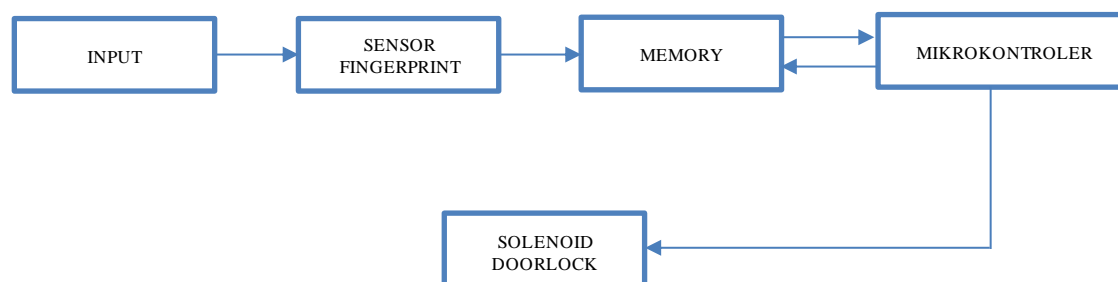 INPUT
SENSOR
FINGERPRINT
MEMORY
MIKROKONTROLER
SOLENOID
DOORLOCK